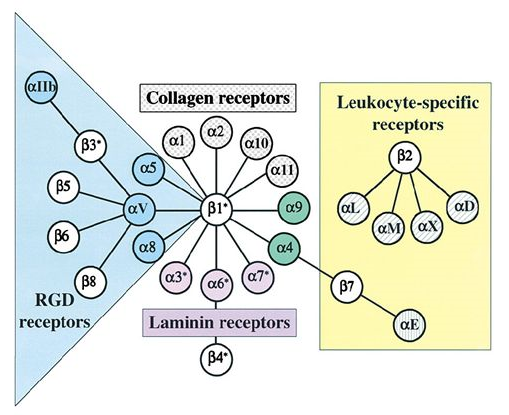 αIIb
Collagen receptors
Leukocyte-specific
receptors
β3*
α1
α2
α10
β2
α5
α11
β5
αV
β1*
α9
αL
αM
αX
αD
β6
α8
α4
β8
α3*
α6*
α7*
β7
RGD
receptors
Laminin receptors
αE
β4*